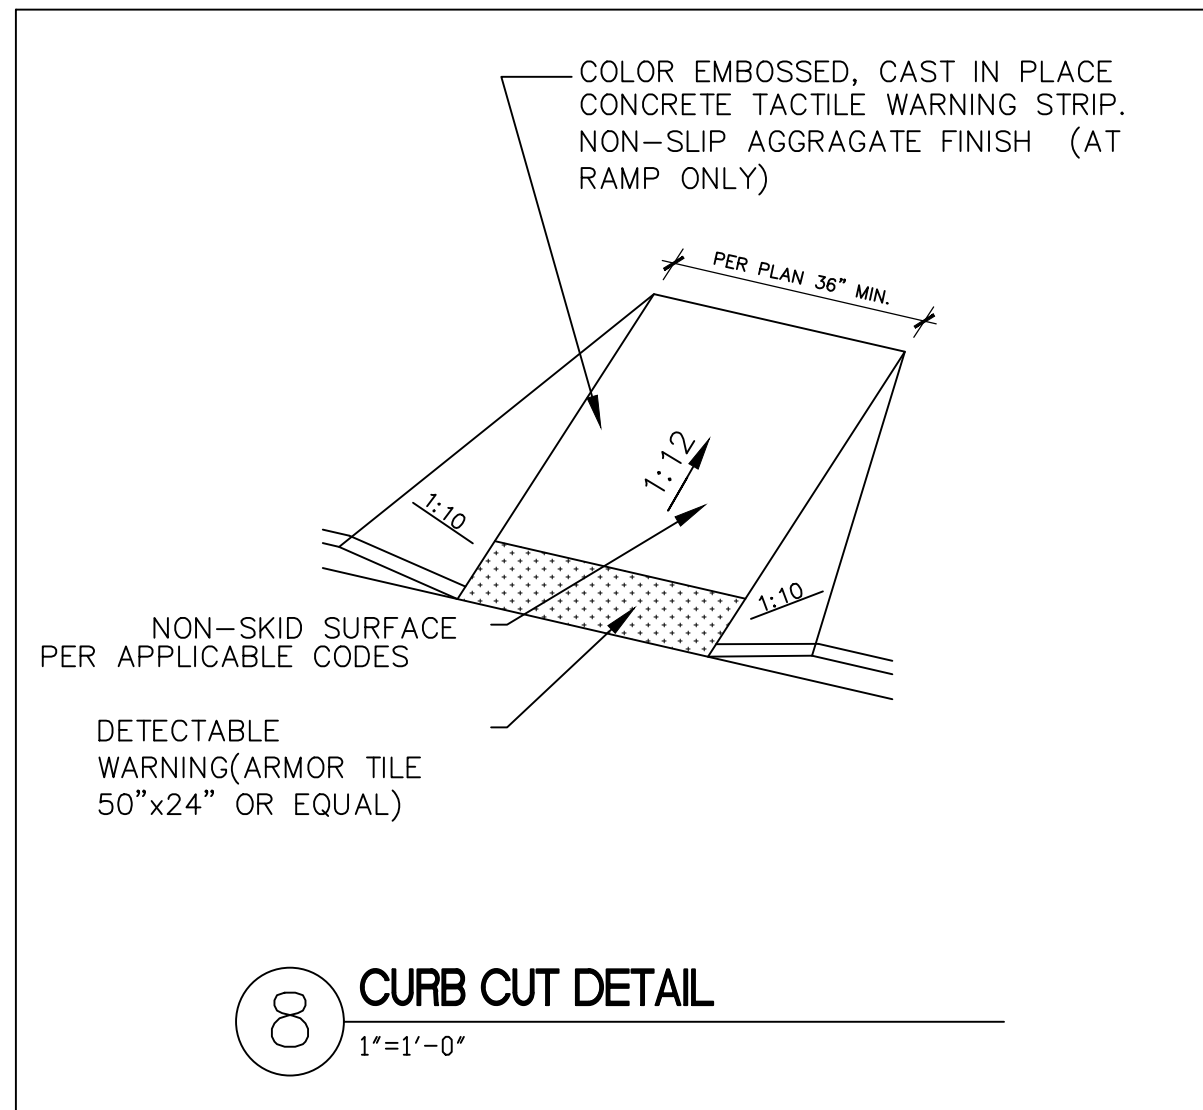 COLOR EMBOSSED, CAST IN PLACE
CONCRETE TACTILE WARNING STRIP.
NON-SLIP AGGRAGATE FINISH (AT
RAMP ONLY)
PER PLAN 36" MIN.
1:12
1:10
1:10
NON-SKID SURFACE
PER APPLICABLE CODES
DETECTABLE
WARNING(ARMOR TILE
50"x24" OR EQUAL)
8
CURB CUT DETAIL
1"=1'-0"